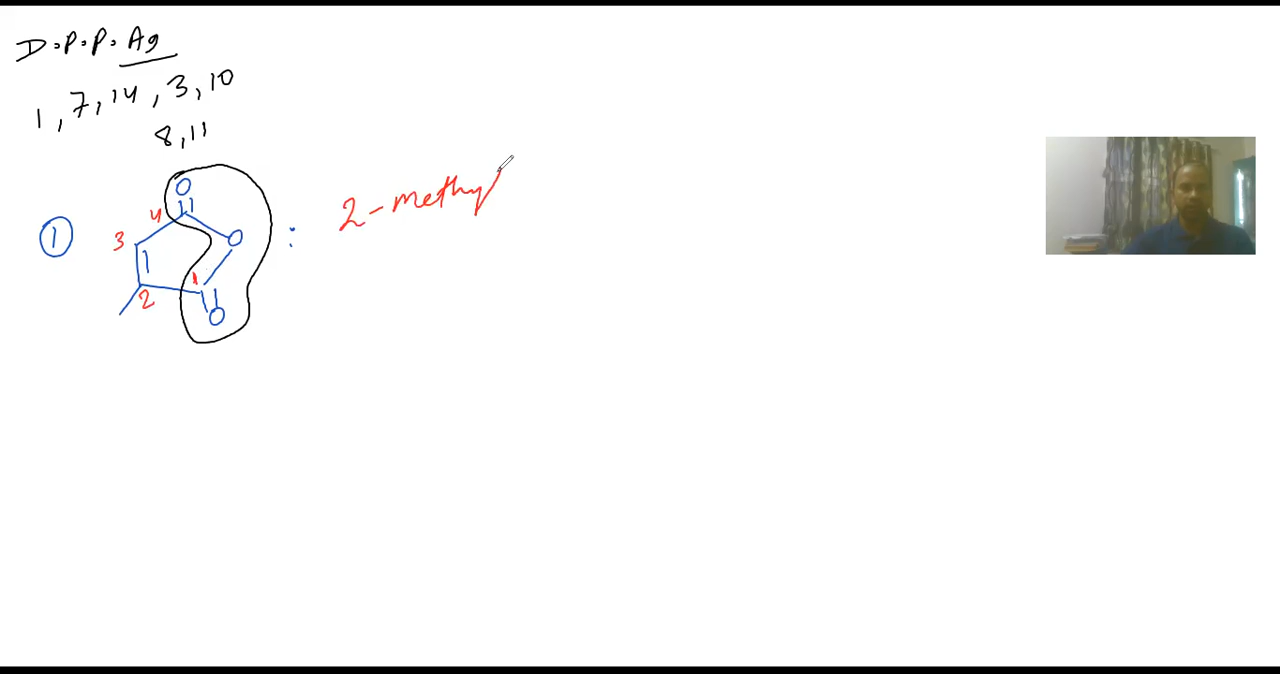 D.P.P. Ag
1, 7, 14, 3, 10
8, 11
1
O
4
3
O
1
2
O
:
2-methyl